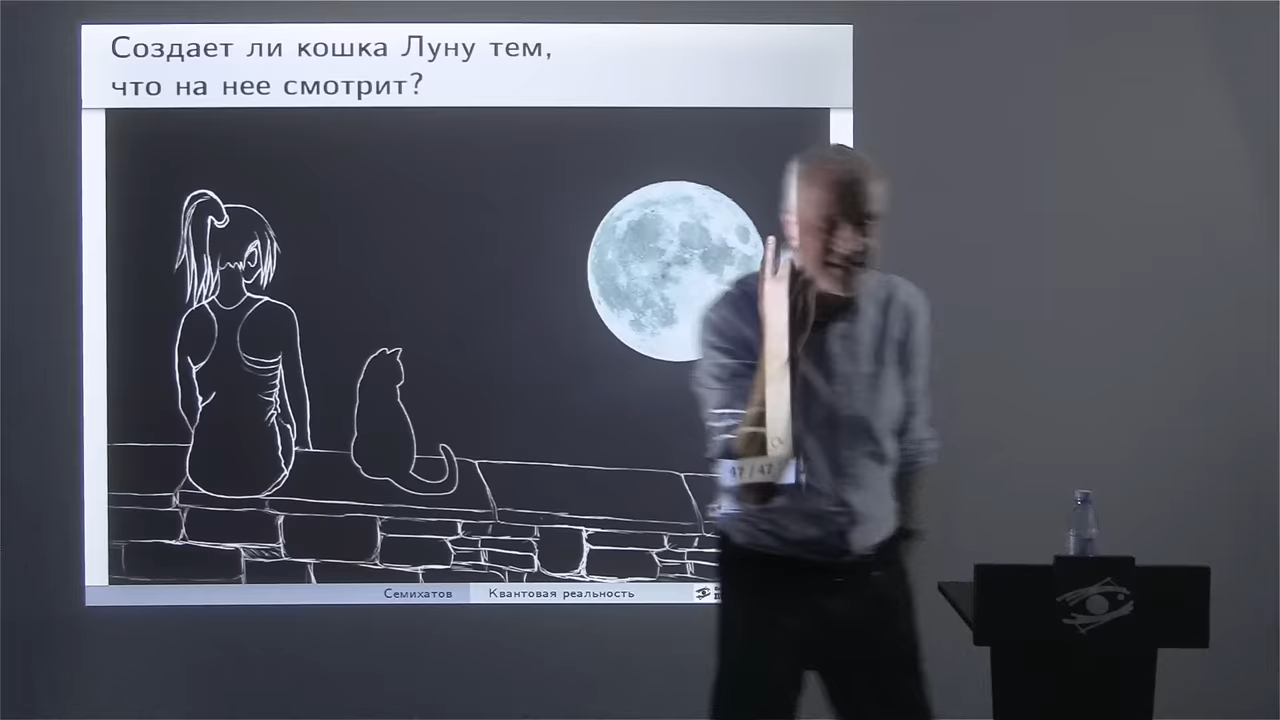 Создает ли кошка Луну тем,
что на нее смотрит?
47 / 47
Семихатов
Квантовая реальность